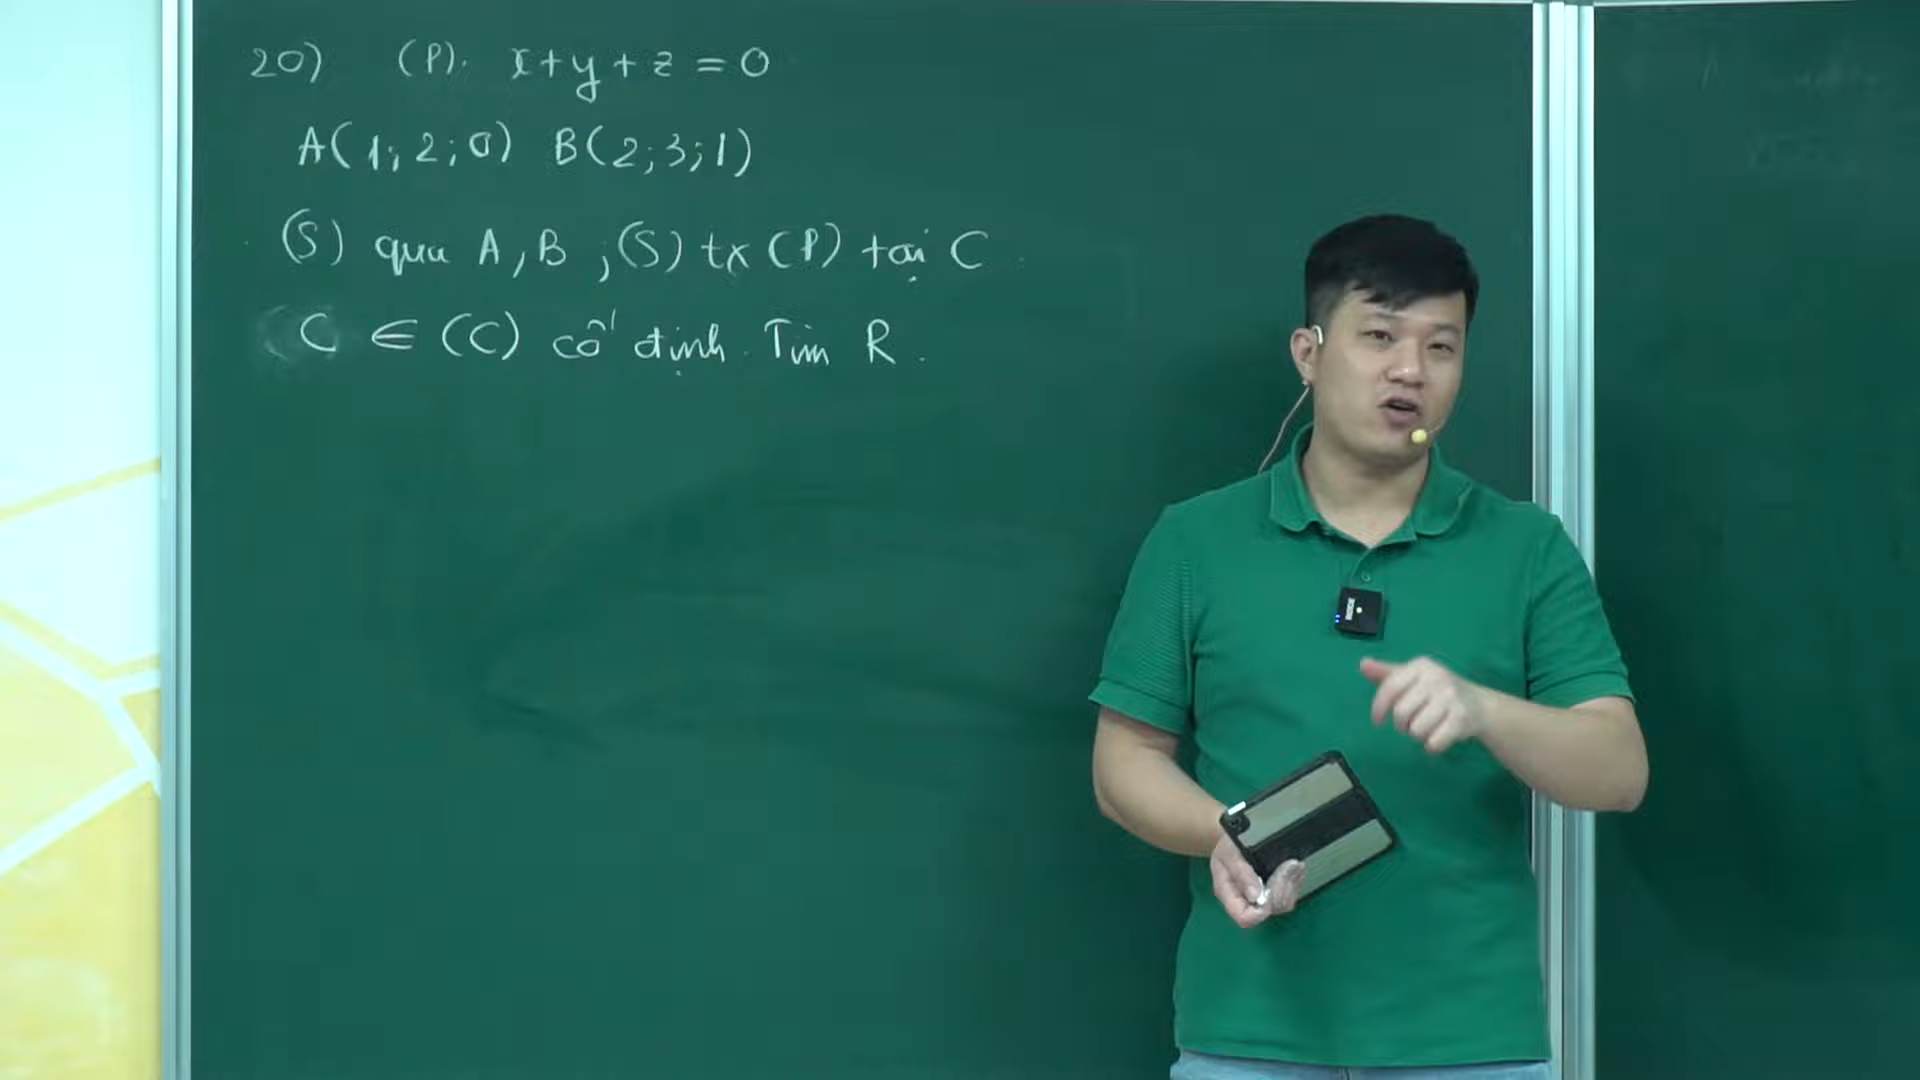 20) (P). x+y+z=0
A(1;2;0) B(2;3;1)
(S) qua A,B ;(S) tx (P) tại C
C ∈ (C) cố định. Tìm R.